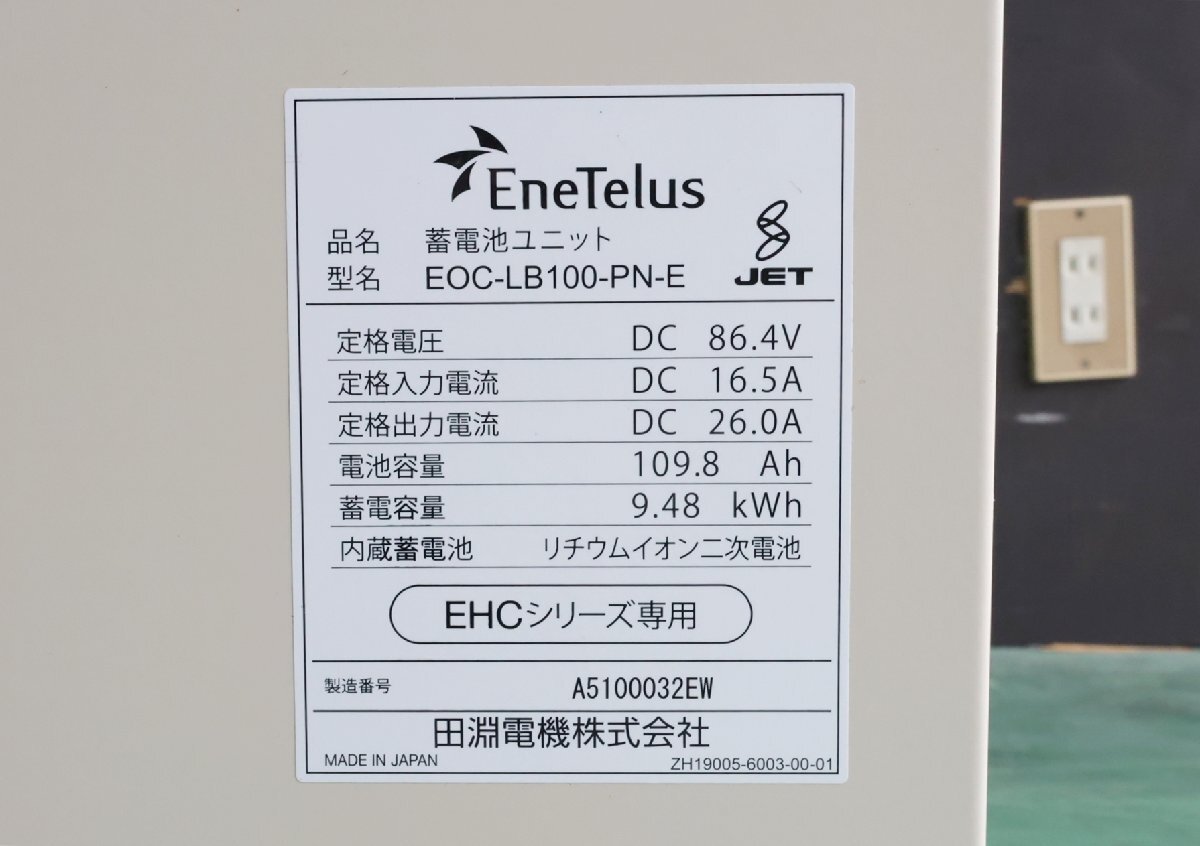 EneTelus
品名 蓄電池ユニット
型名 EOC-LB100-PN-E
JET
定格電圧 DC 86.4V
定格入力電流 DC 16.5A
定格出力電流 DC 26.0A
電池容量 109.8 Ah
蓄電容量 9.48 kWh
内蔵蓄電池 リチウムイオン二次電池
EHCシリーズ専用
製造番号 A5100032EW
田淵電機株式会社
MADE IN JAPAN ZH19005-6003-00-01